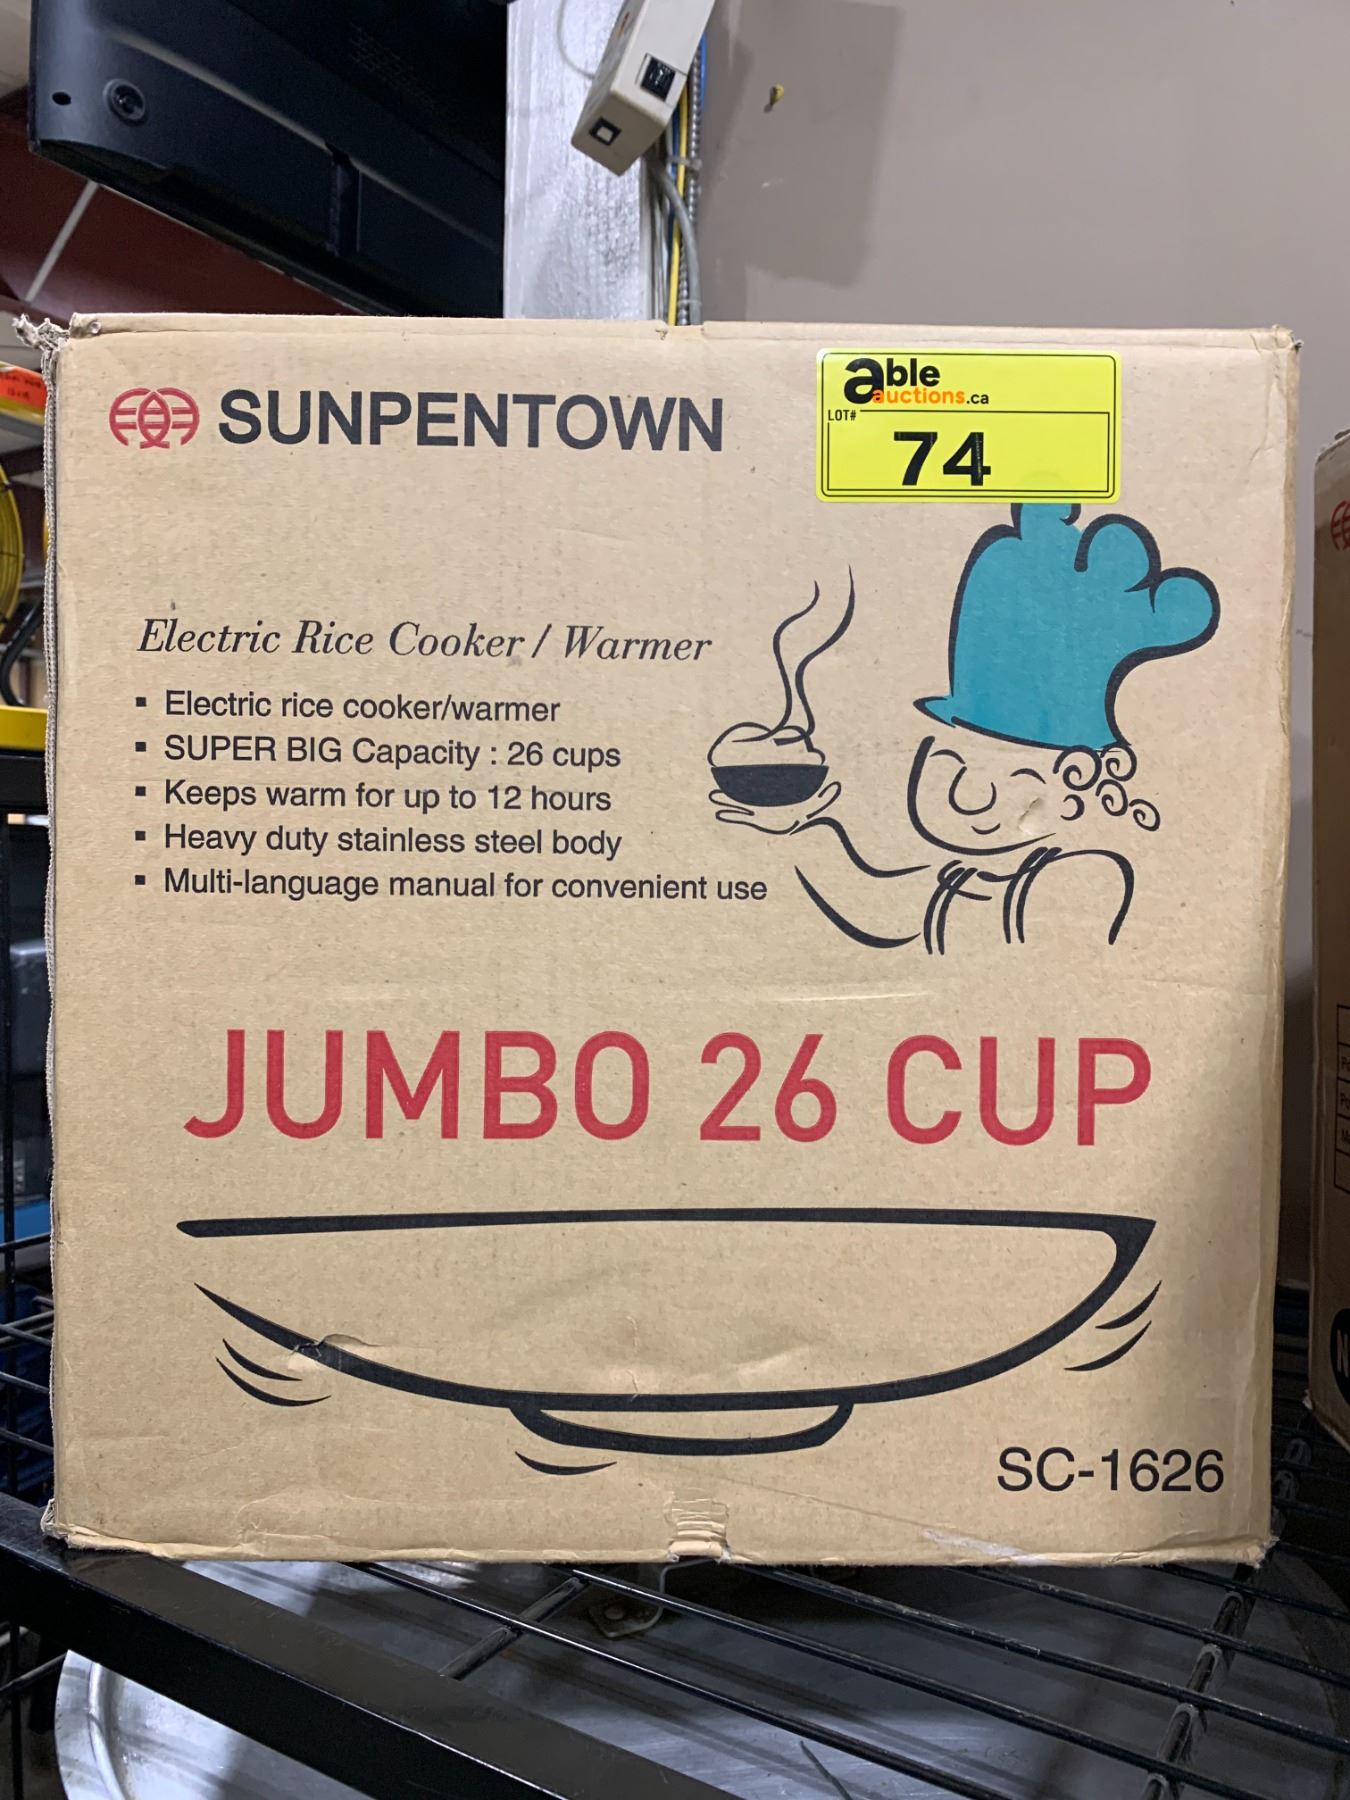 able
auctions.ca
LOT#
74
SUNPENTOWN
Electric Rice Cooker / Warmer
▪ Electric rice cooker/warmer
▪ SUPER BIG Capacity : 26 cups
▪ Keeps warm for up to 12 hours
▪ Heavy duty stainless steel body
▪ Multi-language manual for convenient use
JUMBO 26 CUP
SC-1626